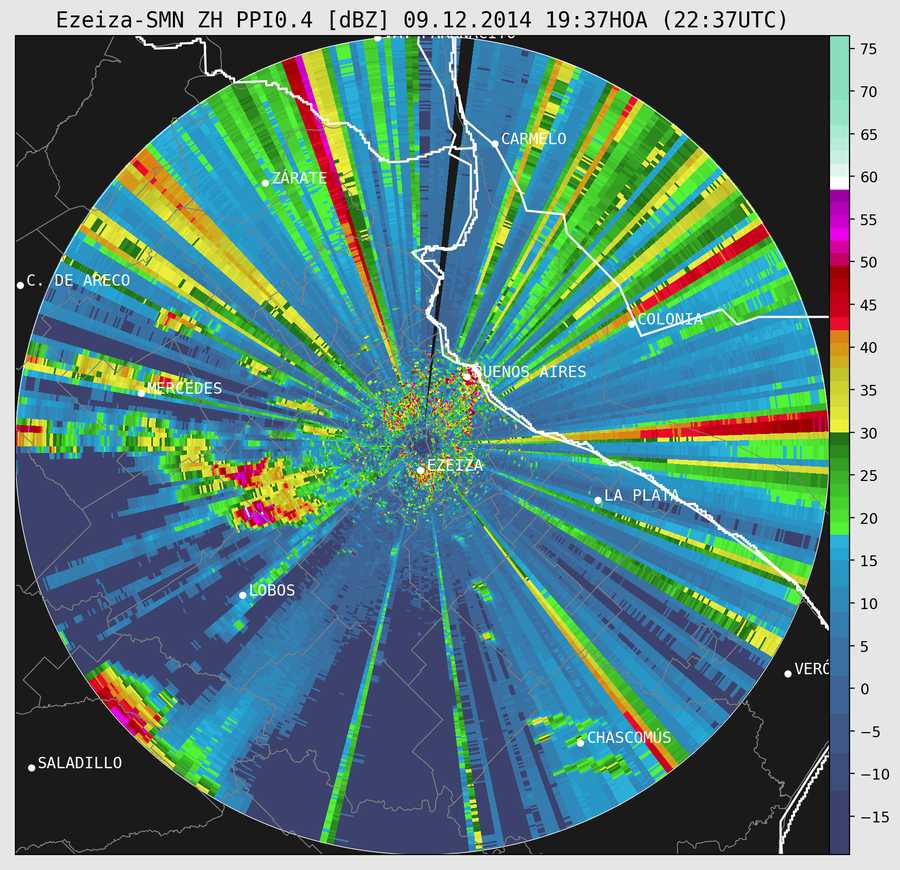 Ezeiza-SMN ZH PPI0.4 [dBZ] 09.12.2014 19:37HOA (22:37UTC)
75
70
CARMELO
65
ZÁRATE
60
55
C. DE ARECO
50
45
COLONIA
40
BUENOS AIRES
MERCEDES
35
30
EZEIZA
25
LA PLATA
20
15
LOBOS
10
5
VERÓ
0
CHASCOMÚS
−5
SALADILLO
−10
−15